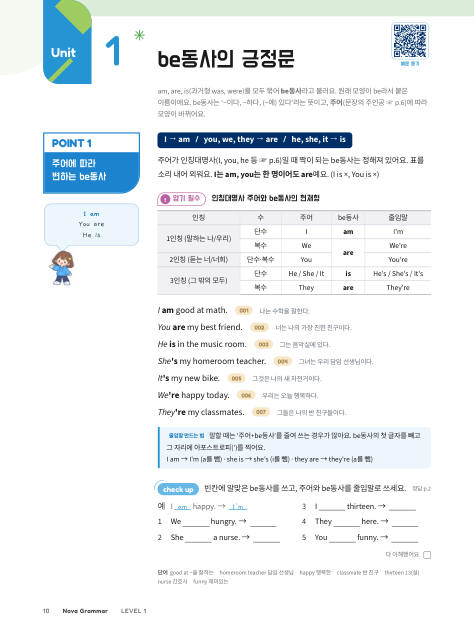 Unit 1
be동사의 긍정문
바로 듣기
am, are, is(과거형 was, were)를 모두 묶어 be동사라고 불러요. 원래 모양이 be라서 붙은
이름이에요. be동사는 '~이다, ~하다, (~에) 있다'라는 뜻이고, 주어(문장의 주인공 ☞ p.6)에 따라
모양이 바뀌어요.
POINT 1
주어에 따라
변하는 be동사
I am
You are
He is
I → am / you, we, they → are / he, she, it → is
주어가 인칭대명사(I, you, he 등 ☞ p.6)일 때 짝이 되는 be동사는 정해져 있어요. 표를
소리 내어 외워요. I는 am, you는 한 명이어도 are예요. (I is ×, You is ×)
! 암기 필수 인칭대명사 주어와 be동사의 현재형
인칭 수 주어 be동사 줄임말
1인칭 (말하는 나/우리) 단수 I am I'm
복수 We are We're
2인칭 (듣는 너/너희) 단수·복수 You You're
3인칭 (그 밖의 모두) 단수 He / She / It is He's / She's / It's
복수 They are They're
I am good at math. 001 나는 수학을 잘한다.
You are my best friend. 002 너는 나의 가장 친한 친구이다.
He is in the music room. 003 그는 음악실에 있다.
She's my homeroom teacher. 004 그녀는 우리 담임 선생님이다.
It's my new bike. 005 그것은 나의 새 자전거이다.
We're happy today. 006 우리는 오늘 행복하다.
They're my classmates. 007 그들은 나의 반 친구들이다.
줄임말 만드는 법 말할 때는 '주어+be동사'를 줄여 쓰는 경우가 많아요. be동사의 첫 글자를 빼고
그 자리에 아포스트로피(')를 찍어요.
I am → I'm (a를 뺌) · she is → she's (i를 뺌) · they are → they're (a를 뺌)
check up 빈칸에 알맞은 be동사를 쓰고, 주어와 be동사를 줄임말로 쓰세요. 정답 p.2
예 I am happy. → I'm
1 We ______ hungry. → ______
2 She ______ a nurse. → ______
3 I ______ thirteen. → ______
4 They ______ here. → ______
5 You ______ funny. → ______
다 이해했어요
단어 good at ~을 잘하는 homeroom teacher 담임 선생님 happy 행복한 classmate 반 친구 thirteen 13(살)
nurse 간호사 funny 재미있는
10 Nova Grammar LEVEL 1